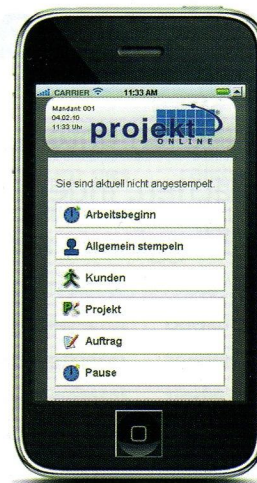 CARRIER 11:33 AM
Mandant: 001
04.02.10
11:33 Uhr
projekt
ONLINE
Sie sind aktuell nicht angestempelt.
Arbeitsbeginn
Allgemein stempeln
Kunden
Projekt
Auftrag
Pause